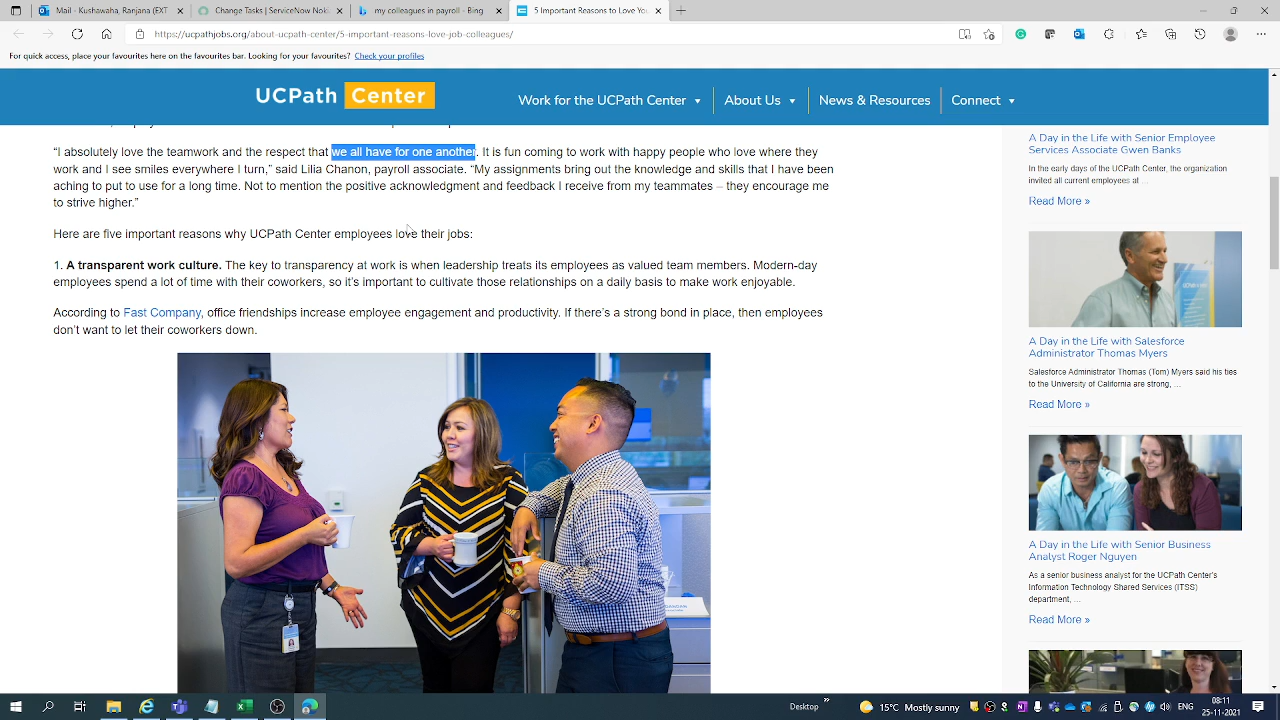 Kushwaha, Ranjan (EXT
Change Tasks | Change
my love - Bing
5 Important Reasons to Love You
https://ucpathjobs.org/about-ucpath-center/5-important-reasons-love-job-colleagues/
For quick access, place your favourites here on the favourites bar. Looking for your favourites? Check your profiles
UCPath Center
Work for the UCPath Center
About Us
News & Resources
Connect
“I absolutely love the teamwork and the respect that we all have for one another. It is fun coming to work with happy people who love where they
work and I see smiles everywhere I turn,” said Lilia Chanon, payroll associate. “My assignments bring out the knowledge and skills that I have been
aching to put to use for a long time. Not to mention the positive acknowledgment and feedback I receive from my teammates – they encourage me
to strive higher.”
Here are five important reasons why UCPath Center employees love their jobs:
1. A transparent work culture. The key to transparency at work is when leadership treats its employees as valued team members. Modern-day
employees spend a lot of time with their coworkers, so it’s important to cultivate those relationships on a daily basis to make work enjoyable.
According to Fast Company, office friendships increase employee engagement and productivity. If there’s a strong bond in place, then employees
don’t want to let their coworkers down.
A Day in the Life with Senior Employee
Services Associate Gwen Banks
In the early days of the UCPath Center, the organization
invited all current employees at ...
Read More »
A Day in the Life with Salesforce
Administrator Thomas Myers
Salesforce Administrator Thomas (Tom) Myers said his ties
to the University of California are strong, ...
Read More »
A Day in the Life with Senior Business
Analyst Roger Nguyen
As a senior business analyst for the UCPath Center’s
Information Technology Shared Services (ITSS)
department, ...
Read More »
Desktop
15°C Mostly sunny
ENG
08:11
25-11-2021